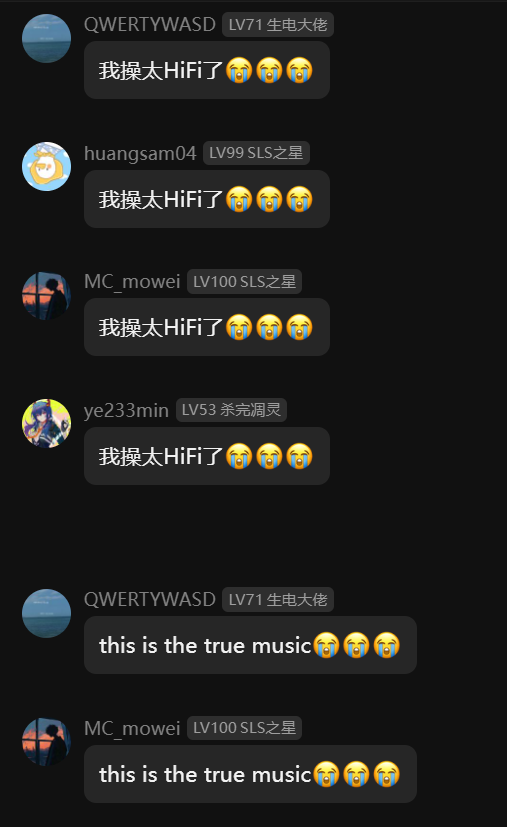 QWERTYWASD LV71 生电大佬
我操太HiFi了😭😭😭
huangsam04 LV99 SLS之星
我操太HiFi了😭😭😭
MC_mowei LV100 SLS之星
我操太HiFi了😭😭😭
ye233min LV53 杀完凋灵
我操太HiFi了😭😭😭
QWERTYWASD LV71 生电大佬
this is the true music😭😭😭
MC_mowei LV100 SLS之星
this is the true music😭😭😭